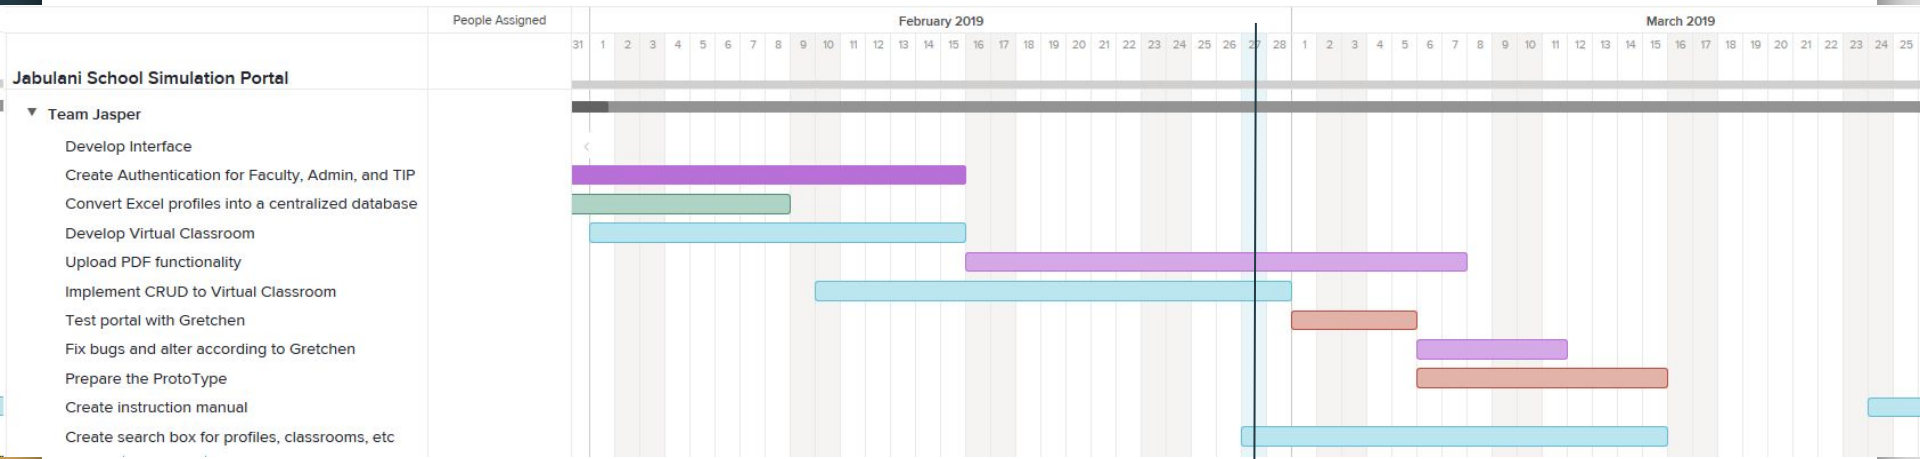 People Assigned February 2019 March 2019
31 1 2 3 4 5 6 7 8 9 10 11 12 13 14 15 16 17 18 19 20 21 22 23 24 25 26 27 28 1 2 3 4 5 6 7 8 9 10 11 12 13 14 15 16 17 18 19 20 21 22 23 24 25
Jabulani School Simulation Portal
Team Jasper
Develop Interface
Create Authentication for Faculty, Admin, and TIP
Convert Excel profiles into a centralized database
Develop Virtual Classroom
Upload PDF functionality
Implement CRUD to Virtual Classroom
Test portal with Gretchen
Fix bugs and alter according to Gretchen
Prepare the ProtoType
Create instruction manual
Create search box for profiles, classrooms, etc